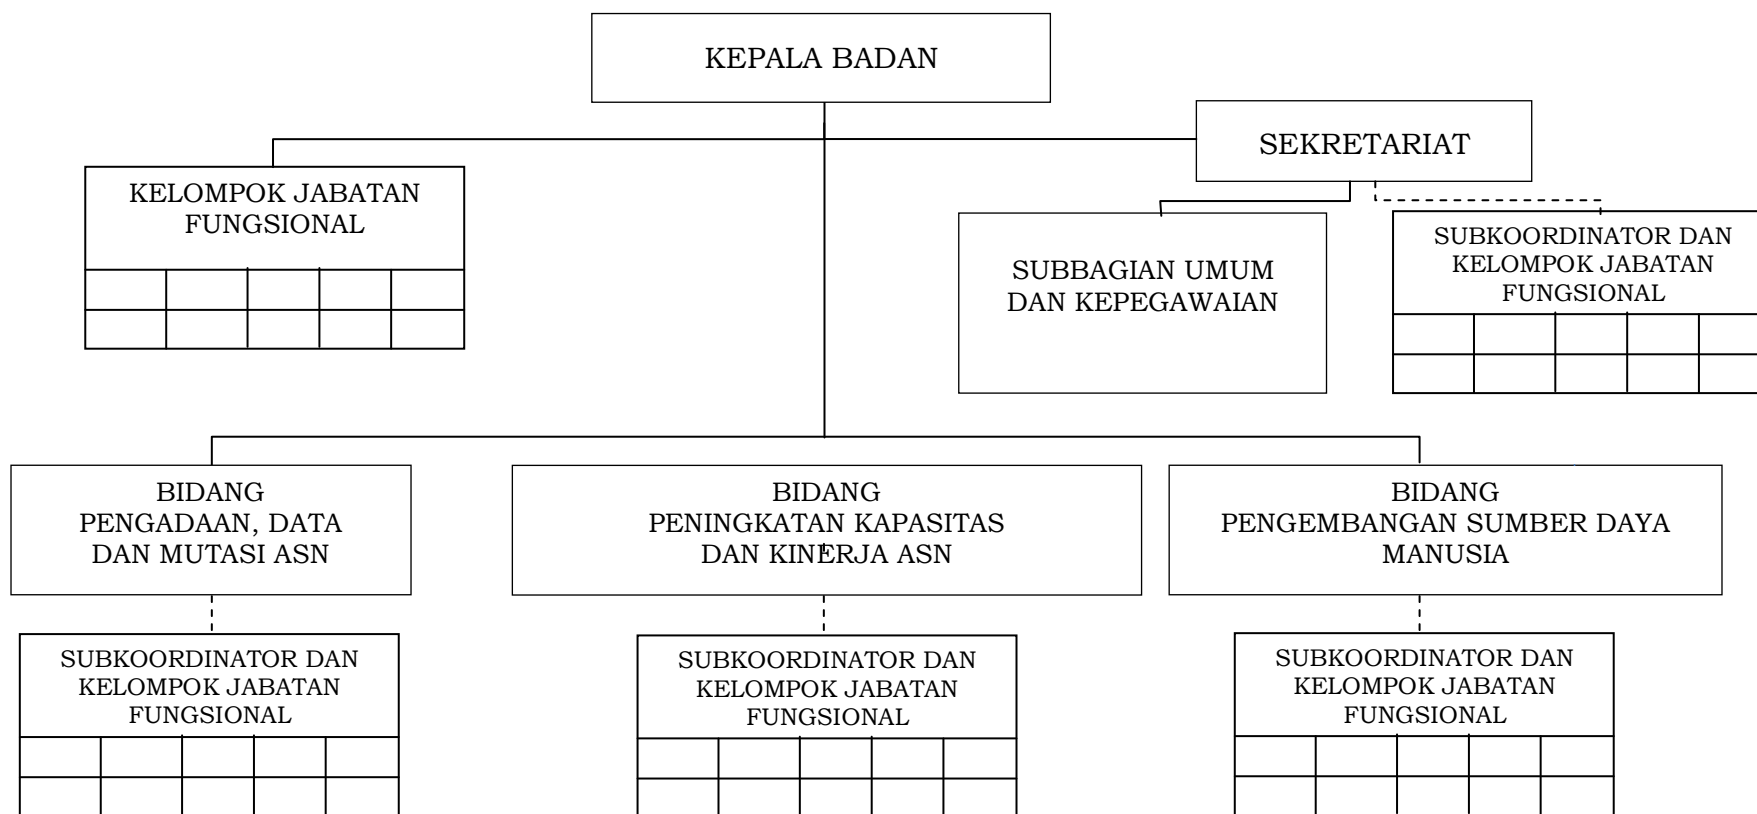 KEPALA BADAN
SEKRETARIAT
KELOMPOK JABATAN
FUNGSIONAL
SUBBAGIAN UMUM
DAN KEPEGAWAIAN
SUBKOORDINATOR DAN
KELOMPOK JABATAN
FUNGSIONAL
BIDANG
PENGADAAN, DATA
DAN MUTASI ASN
BIDANG
PENINGKATAN KAPASITAS
DAN KINERJA ASN
BIDANG
PENGEMBANGAN SUMBER DAYA
MANUSIA
SUBKOORDINATOR DAN
KELOMPOK JABATAN
FUNGSIONAL
SUBKOORDINATOR DAN
KELOMPOK JABATAN
FUNGSIONAL
SUBKOORDINATOR DAN
KELOMPOK JABATAN
FUNGSIONAL